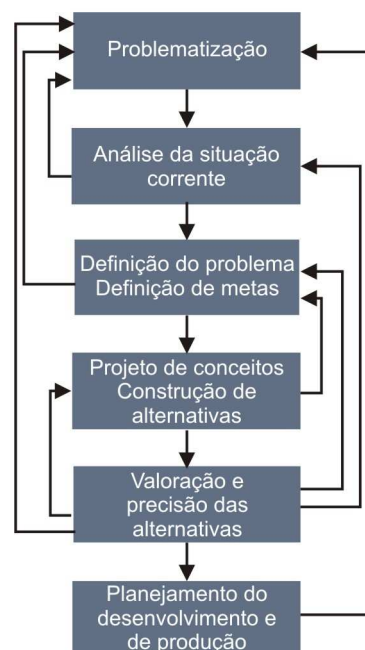 Problematização
Análise da situação
corrente
Definição do problema
Definição de metas
Projeto de conceitos
Construção de
alternativas
Valoração e
precisão das
alternativas
Planejamento do
desenvolvimento e
de produção